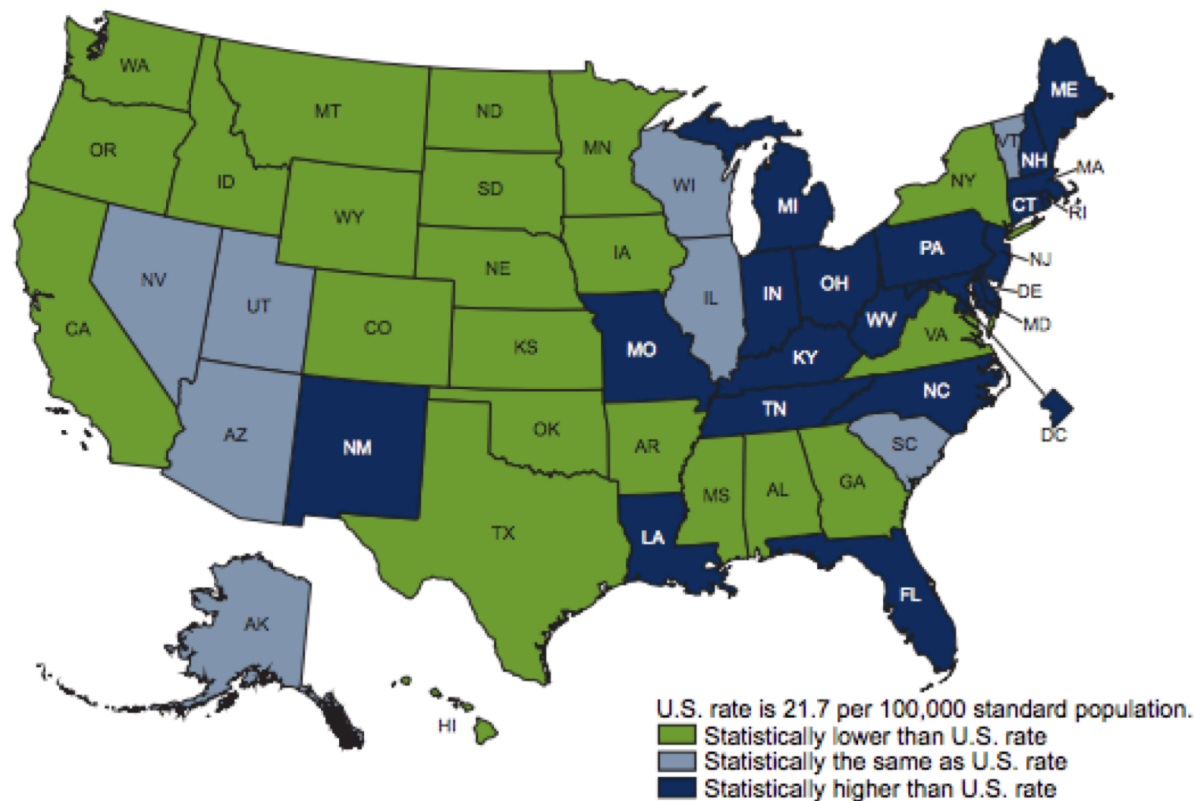 WA
MT
ND
MN
OR
ID
SD
WI
WY
MI
ME
VT
NH
NY
MA
CT
RI
IA
NE
PA
NJ
NV
UT
CO
IL
IN
OH
DE
MD
CA
KS
MO
WV
VA
KY
NC
TN
DC
AZ
NM
OK
AR
SC
MS
AL
GA
TX
LA
FL
AK
HI
U.S. rate is 21.7 per 100,000 standard population.
Statistically lower than U.S. rate
Statistically the same as U.S. rate
Statistically higher than U.S. rate